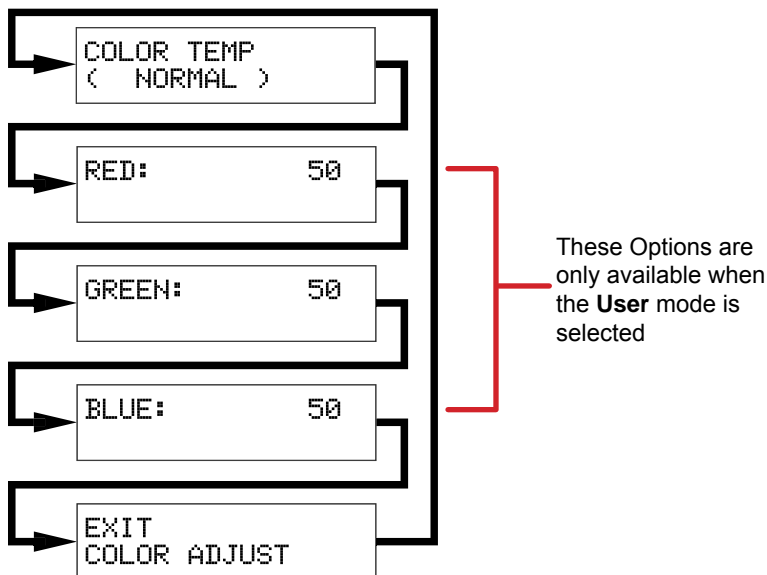 COLOR TEMP
( NORMAL )
RED: 50
GREEN: 50
BLUE: 50
EXIT
COLOR ADJUST
These Options are
only available when
the User mode is
selected